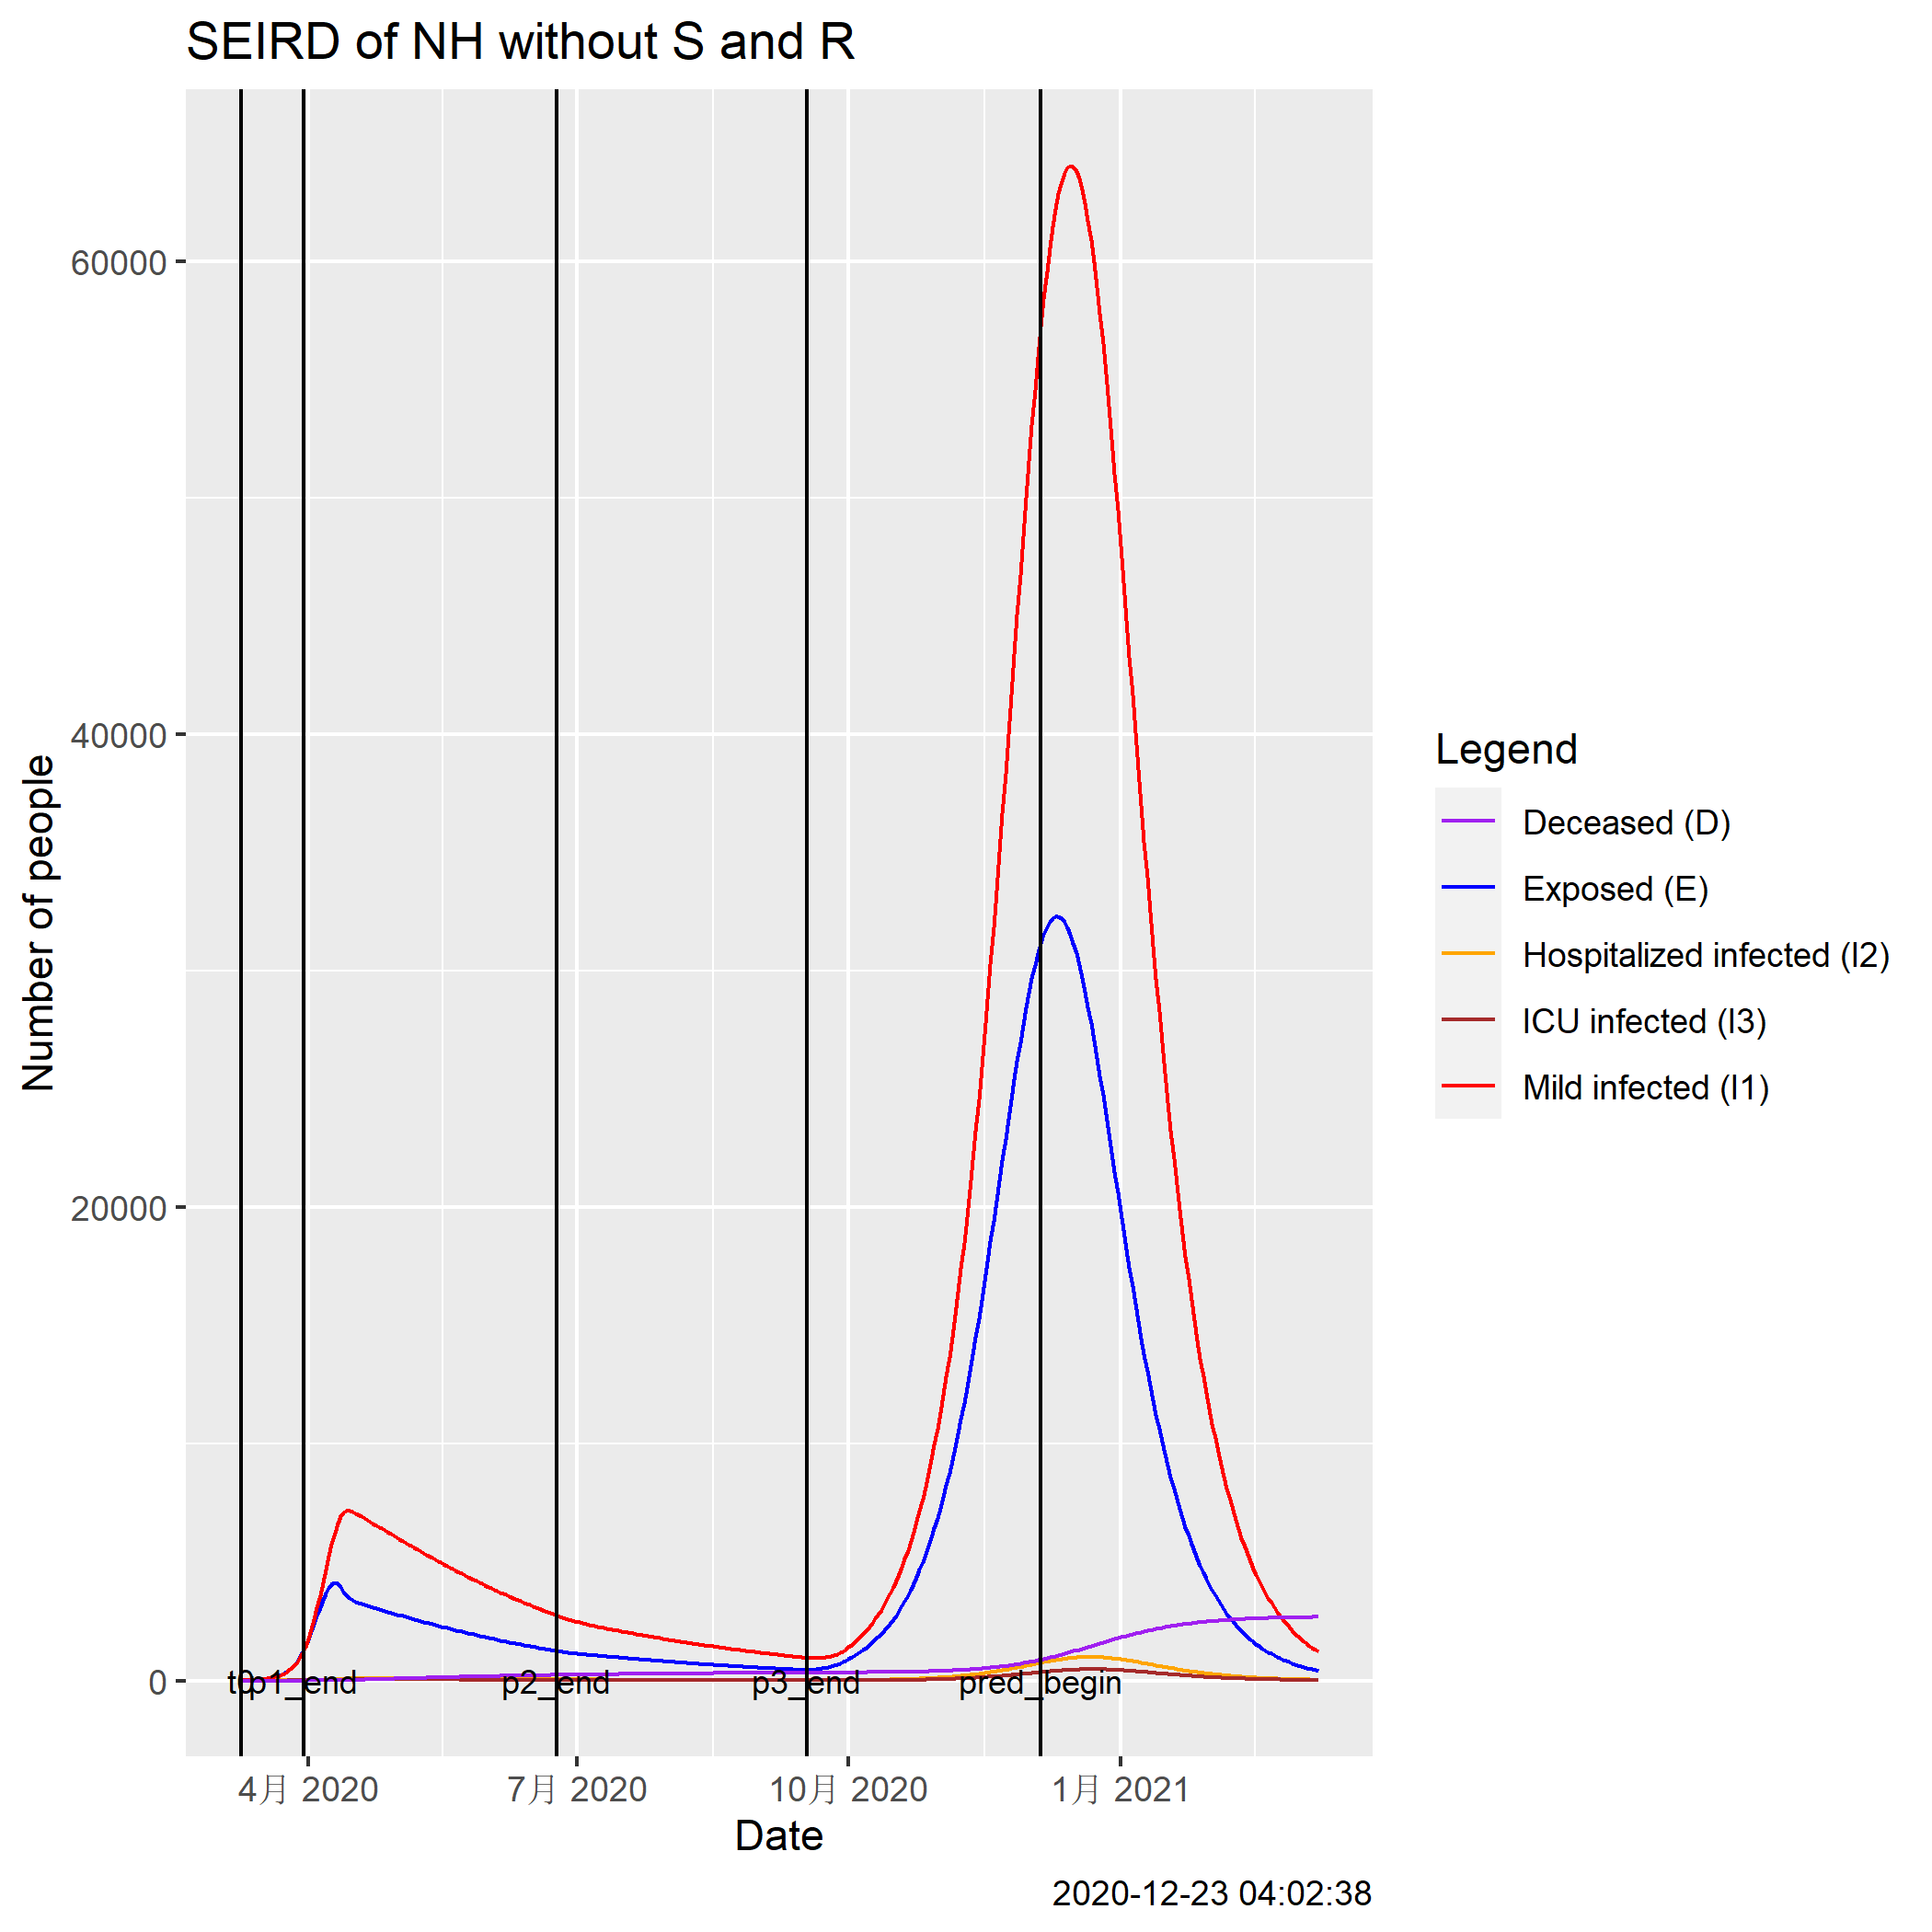 SEIRD of NH without S and R
Number of people
60000
40000
20000
0
t0
p1_end
p2_end
p3_end
pred_begin
4月 2020
7月 2020
10月 2020
1月 2021
Date
Legend
Deceased (D)
Exposed (E)
Hospitalized infected (I2)
ICU infected (I3)
Mild infected (I1)
2020-12-23 04:02:38